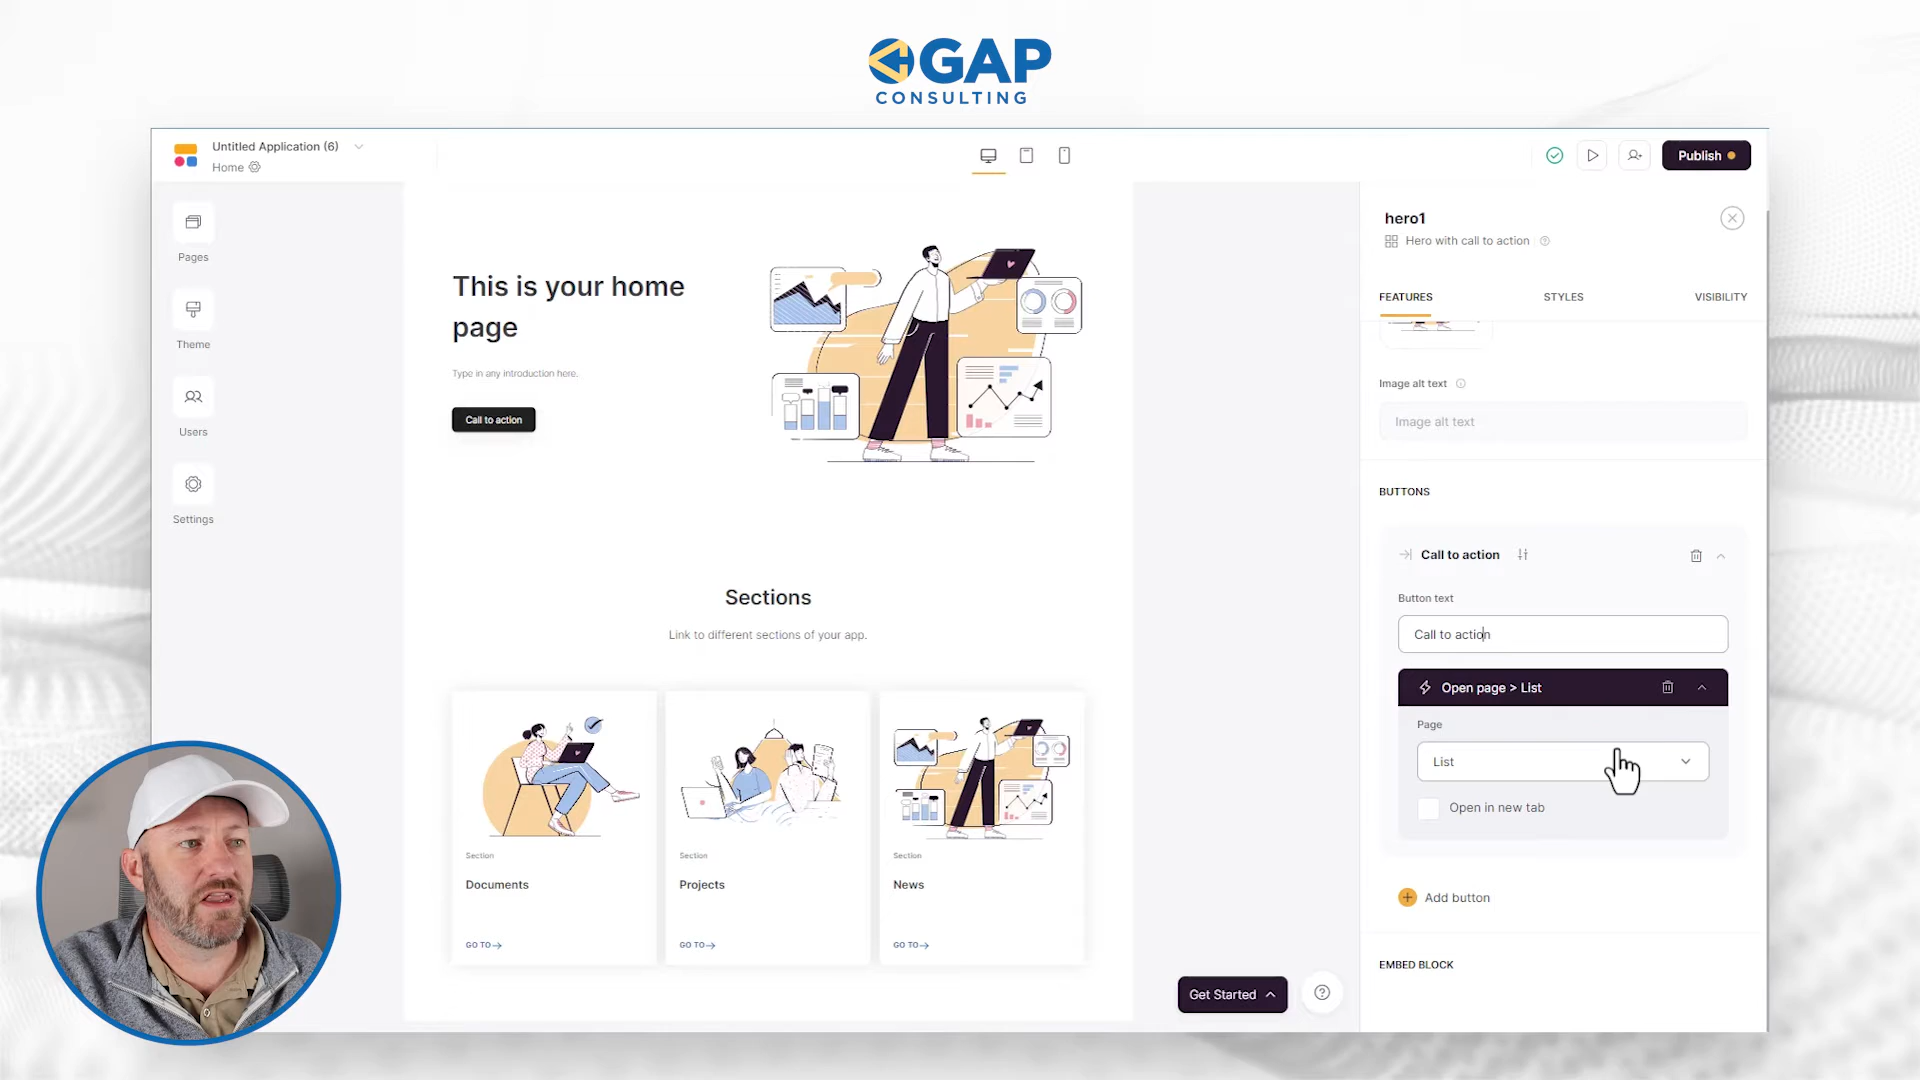 GAP
CONSULTING
Untitled Application (6)
Home
Publish
Pages
Theme
Users
Settings
This is your home
page
Type in any introduction here.
Call to action
Sections
Link to different sections of your app.
Section
Documents
GO TO
Section
Projects
GO TO
Section
News
GO TO
Get Started
hero1
Hero with call to action
FEATURES
STYLES
VISIBILITY
Image alt text
Image alt text
BUTTONS
Call to action
Button text
Call to action
Open page > List
Page
List
Open in new tab
Add button
EMBED BLOCK